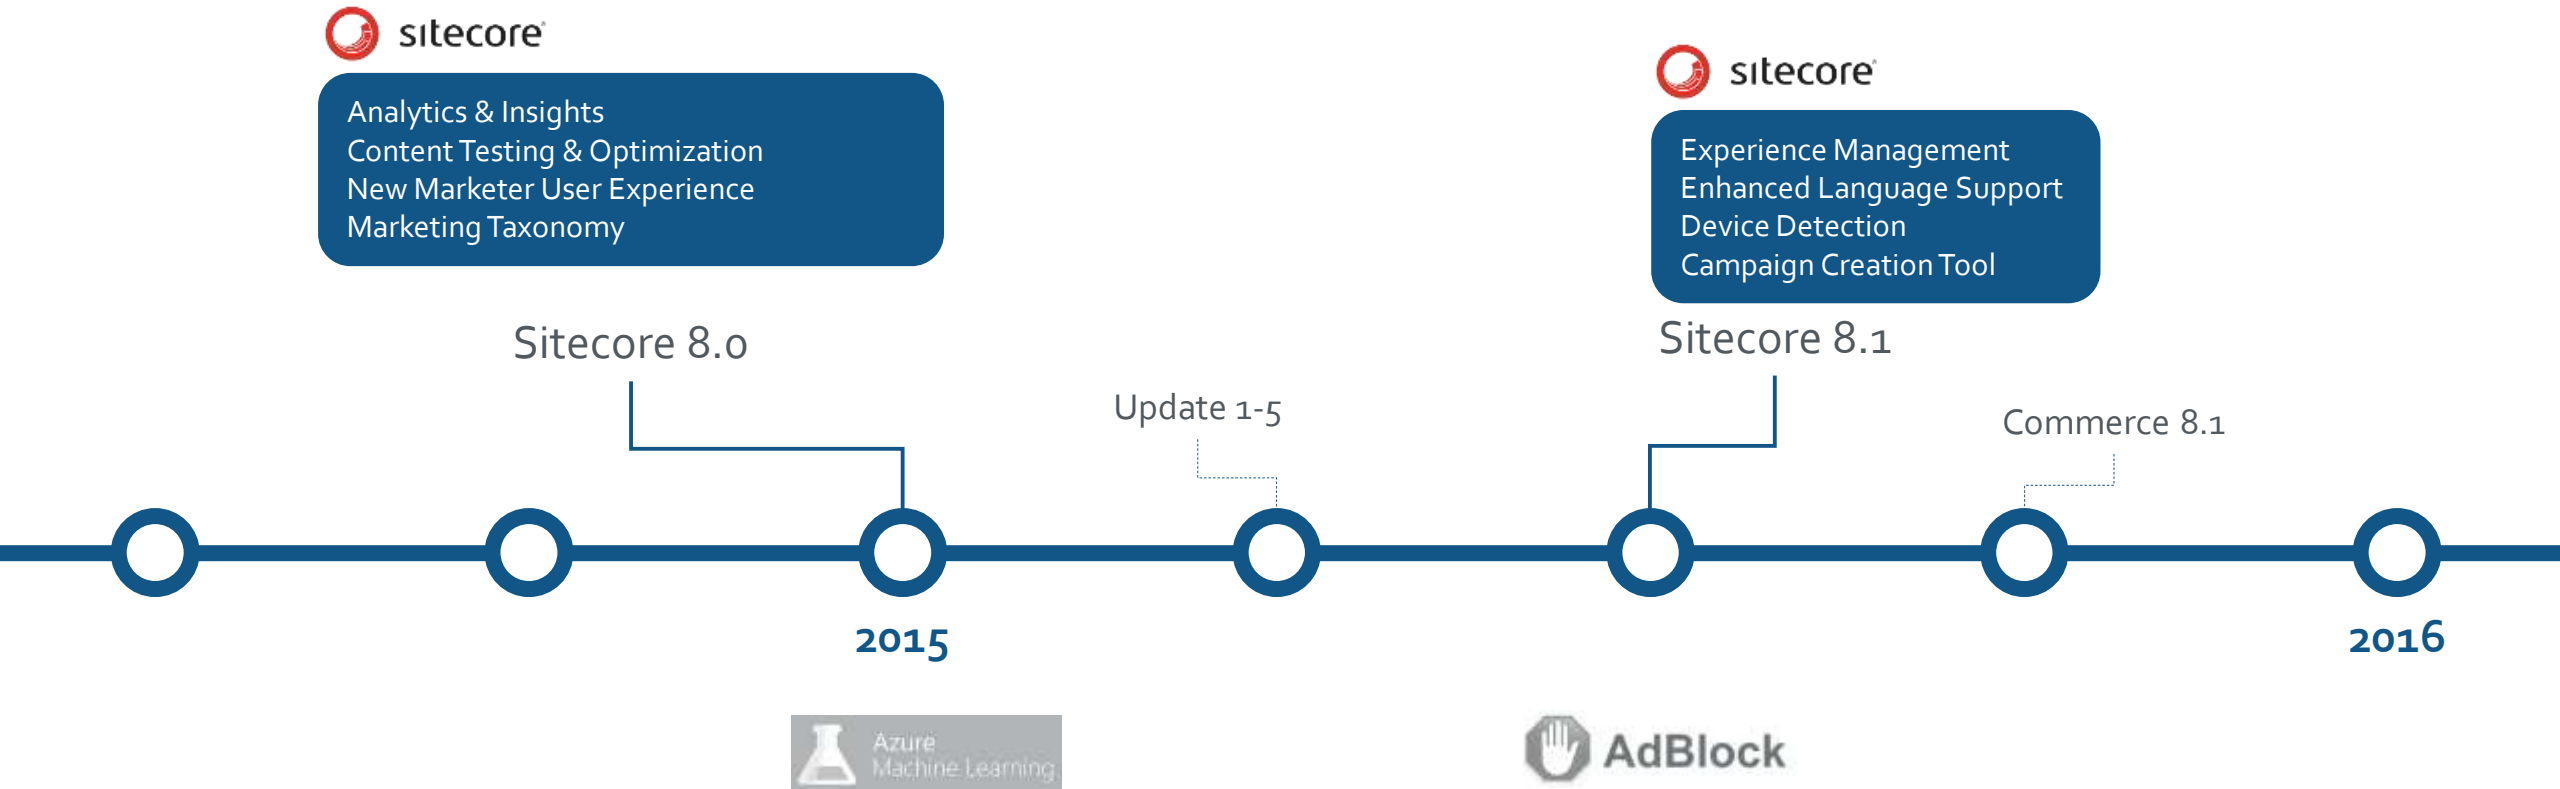 sitecore
Analytics & Insights
Content Testing & Optimization
New Marketer User Experience
Marketing Taxonomy
Sitecore 8.0
Update 1-5
sitecore
Experience Management
Enhanced Language Support
Device Detection
Campaign Creation Tool
Sitecore 8.1
Commerce 8.1
2015
2016
Azure
Machine Learning
AdBlock